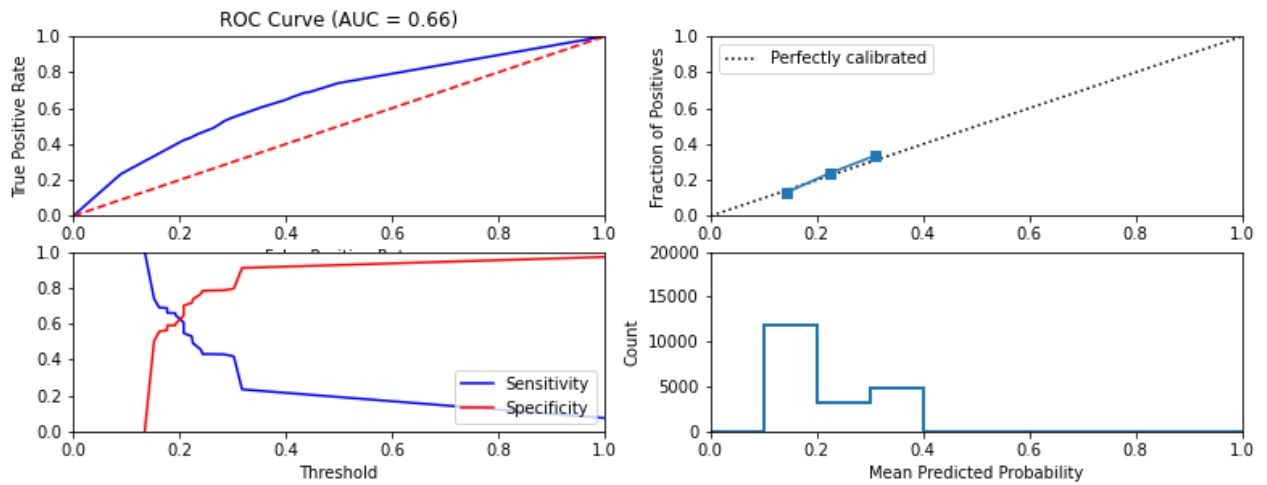 ROC Curve (AUC = 0.66)
True Positive Rate
1.0
0.8
0.6
0.4
0.2
0.0
0.0 0.2 0.4 0.6 0.8 1.0
Fraction of Positives
1.0
0.8
0.6
0.4
0.2
0.0
Perfectly calibrated
0.0 0.2 0.4 0.6 0.8 1.0
1.0
0.8
0.6
0.4
0.2
0.0
Sensitivity
Specificity
0.0 0.2 0.4 0.6 0.8 1.0
Threshold
Count
20000
15000
10000
5000
0
0.0 0.2 0.4 0.6 0.8 1.0
Mean Predicted Probability